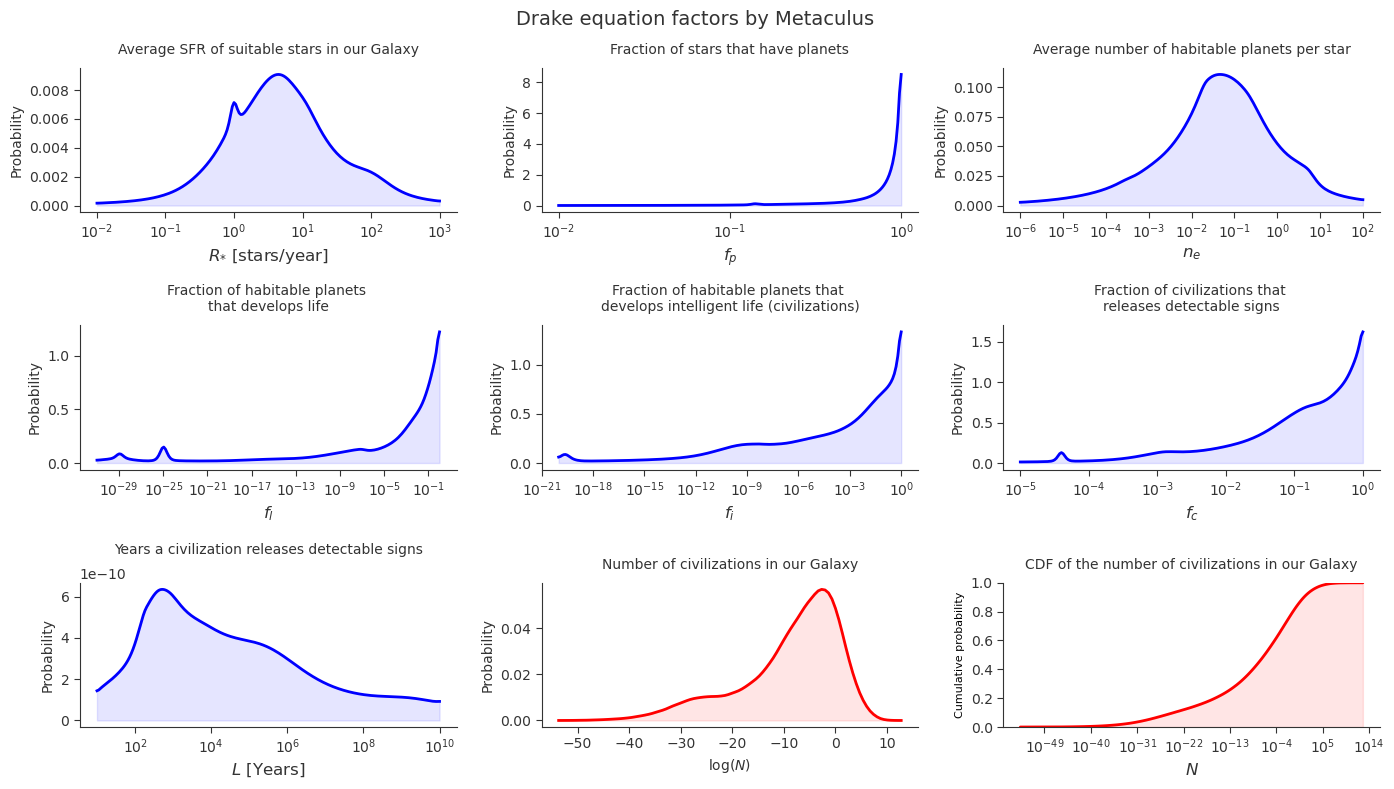 Drake equation factors by Metaculus
Average SFR of suitable stars in our Galaxy
Probability
0.008
0.006
0.004
0.002
0.000
10⁻² 10⁻¹ 10⁰ 10¹ 10² 10³
R* [stars/year]
Fraction of stars that have planets
Probability
8
6
4
2
0
10⁻² 10⁻¹ 10⁰
fₚ
Average number of habitable planets per star
Probability
0.100
0.075
0.050
0.025
0.000
10⁻⁶ 10⁻⁵ 10⁻⁴ 10⁻³ 10⁻² 10⁻¹ 10⁰ 10¹ 10²
nₑ
Fraction of habitable planets
that develops life
Probability
1.0
0.5
0.0
10⁻²⁹ 10⁻²⁵ 10⁻²¹ 10⁻¹⁷ 10⁻¹³ 10⁻⁹ 10⁻⁵ 10⁻¹
fₗ
Fraction of habitable planets that
develops intelligent life (civilizations)
Probability
1.0
0.5
0.0
10⁻²¹ 10⁻¹⁸ 10⁻¹⁵ 10⁻¹² 10⁻⁹ 10⁻⁶ 10⁻³ 10⁰
fᵢ
Fraction of civilizations that
releases detectable signs
Probability
1.5
1.0
0.5
0.0
10⁻⁵ 10⁻⁴ 10⁻³ 10⁻² 10⁻¹ 10⁰
f_c
Years a civilization releases detectable signs
1e−10
Probability
6
4
2
0
10² 10⁴ 10⁶ 10⁸ 10¹⁰
L [Years]
Number of civilizations in our Galaxy
Probability
0.04
0.02
0.00
−50 −40 −30 −20 −10 0 10
log(N)
CDF of the number of civilizations in our Galaxy
Cumulative probability
1.0
0.8
0.6
0.4
0.2
0.0
10⁻⁴⁹ 10⁻⁴⁰ 10⁻³¹ 10⁻²² 10⁻¹³ 10⁻⁴ 10⁵ 10¹⁴
N